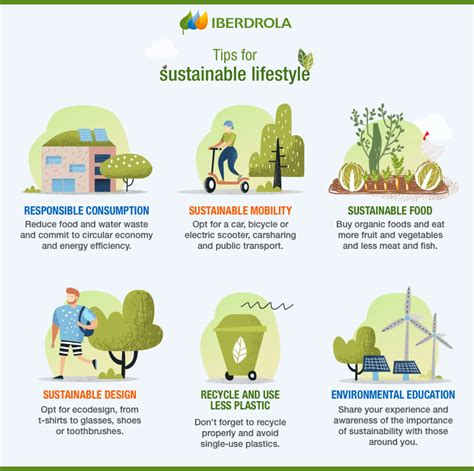 IBERDROLA
Tips for
sustainable lifestyle
RESPONSIBLE CONSUMPTION
Reduce food and water waste
and commit to circular economy
and energy efficiency.
SUSTAINABLE MOBILITY
Opt for a car, bicycle or
electric scooter, carsharing
and public transport.
SUSTAINABLE FOOD
Buy organic foods and eat
more fruit and vegetables
and less meat and fish.
SUSTAINABLE DESIGN
Opt for ecodesign, from
t-shirts to glasses, shoes
or toothbrushes.
RECYCLE AND USE
LESS PLASTIC
Don't forget to recycle
properly and avoid
single-use plastics.
ENVIRONMENTAL EDUCATION
Share your experience and
awareness of the importance
of sustainability with those
around you.